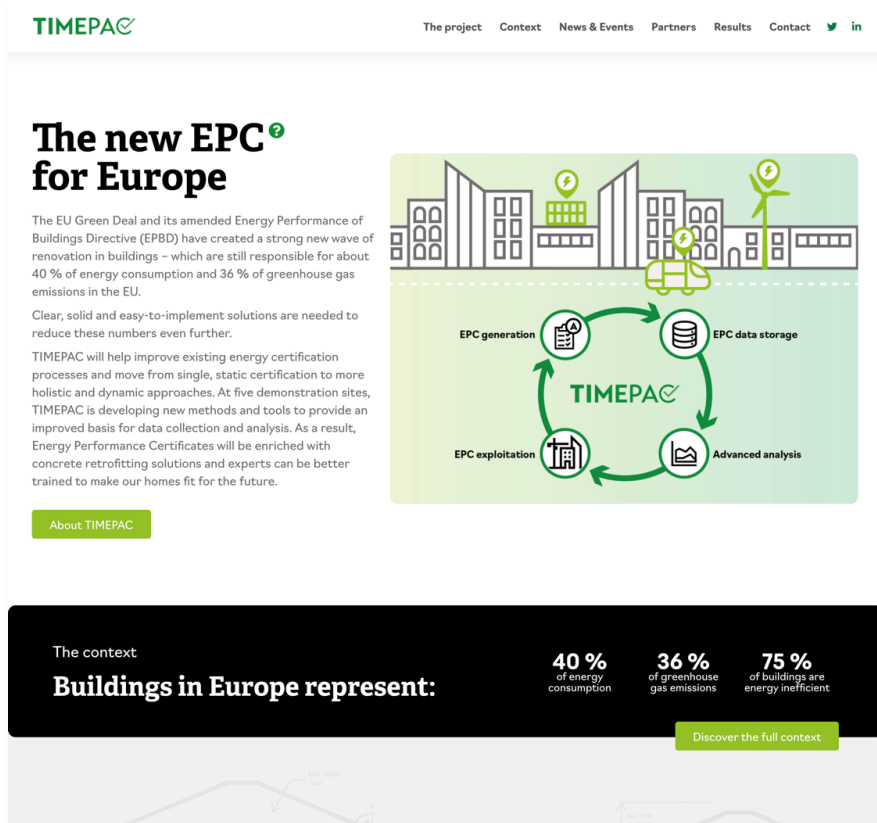 TIMEPAC
The project Context News & Events Partners Results Contact
The new EPC
for Europe
The EU Green Deal and its amended Energy Performance of
Buildings Directive (EPBD) have created a strong new wave of
renovation in buildings – which are still responsible for about
40 % of energy consumption and 36 % of greenhouse gas
emissions in the EU.
Clear, solid and easy-to-implement solutions are needed to
reduce these numbers even further.
TIMEPAC will help improve existing energy certification
processes and move from single, static certification to more
holistic and dynamic approaches. At five demonstration sites,
TIMEPAC is developing new methods and tools to provide an
improved basis for data collection and analysis. As a result,
Energy Performance Certificates will be enriched with
concrete retrofitting solutions and experts can be better
trained to make our homes fit for the future.
About TIMEPAC
EPC generation
EPC data storage
TIMEPAC
EPC exploitation
Advanced analysis
The context
Buildings in Europe represent:
40 %
of energy
consumption
36 %
of greenhouse
gas emissions
75 %
of buildings are
energy inefficient
Discover the full context